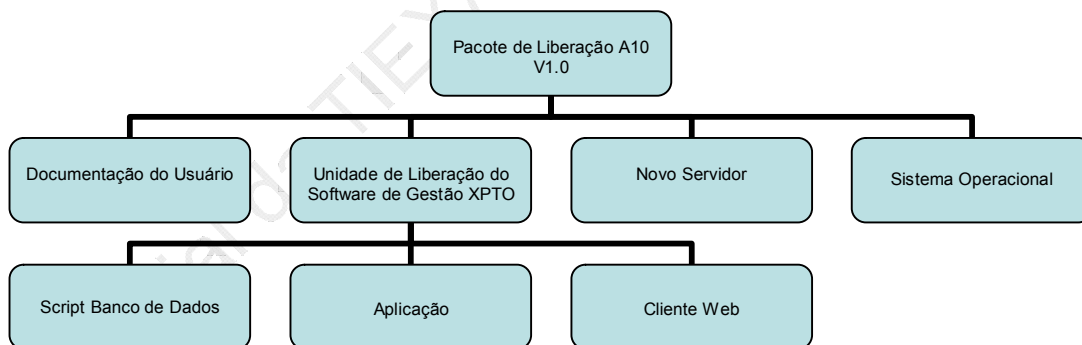 Pacote de Liberação A10
V1.0
Documentação do Usuário
Unidade de Liberação do
Software de Gestão XPTO
Novo Servidor
Sistema Operacional
Script Banco de Dados
Aplicação
Cliente Web